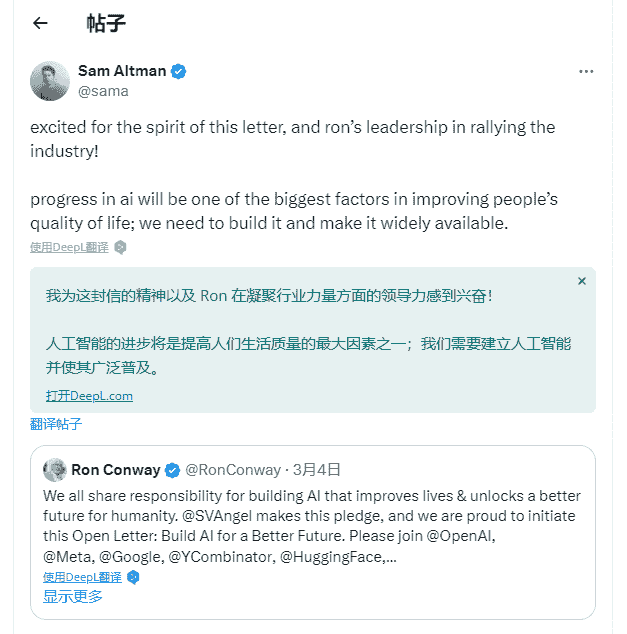 帖子
Sam Altman
@sama
excited for the spirit of this letter, and ron’s leadership in rallying the
industry!
progress in ai will be one of the biggest factors in improving people’s
quality of life; we need to build it and make it widely available.
使用DeepL翻译
我为这封信的精神以及 Ron 在凝聚行业力量方面的领导力感到兴奋！
人工智能的进步将是提高人们生活质量的最大因素之一；我们需要建立人工智能
并使其广泛普及。
打开DeepL.com
翻译帖子
Ron Conway @RonConway · 3月4日
We all share responsibility for building AI that improves lives & unlocks a better
future for humanity. @SVAngel makes this pledge, and we are proud to initiate
this Open Letter: Build AI for a Better Future. Please join @OpenAI,
@Meta, @Google, @YCombinator, @HuggingFace,...
使用DeepL翻译
显示更多